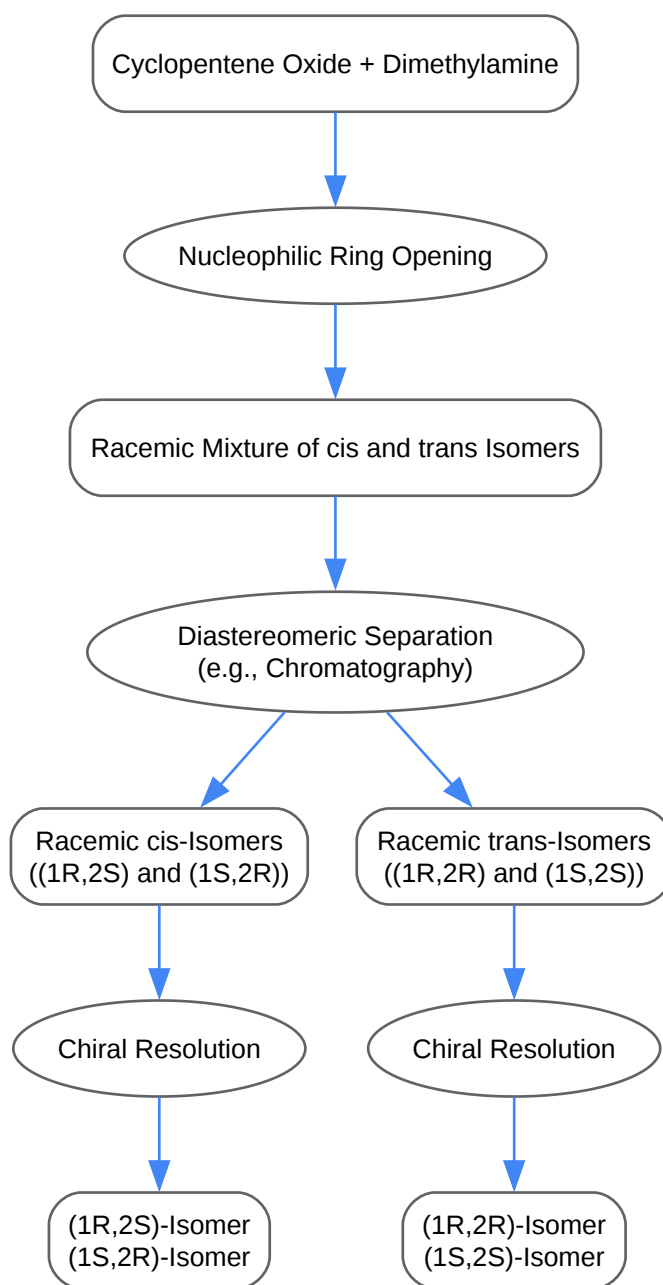 Cyclopentene Oxide + Dimethylamine
Nucleophilic Ring Opening
Racemic Mixture of cis and trans Isomers
Diastereomeric Separation
(e.g., Chromatography)
Racemic cis-Isomers
((1R,2S) and (1S,2R))
Racemic trans-Isomers
((1R,2R) and (1S,2S))
Chiral Resolution
Chiral Resolution
(1R,2S)-Isomer
(1S,2R)-Isomer
(1R,2R)-Isomer
(1S,2S)-Isomer